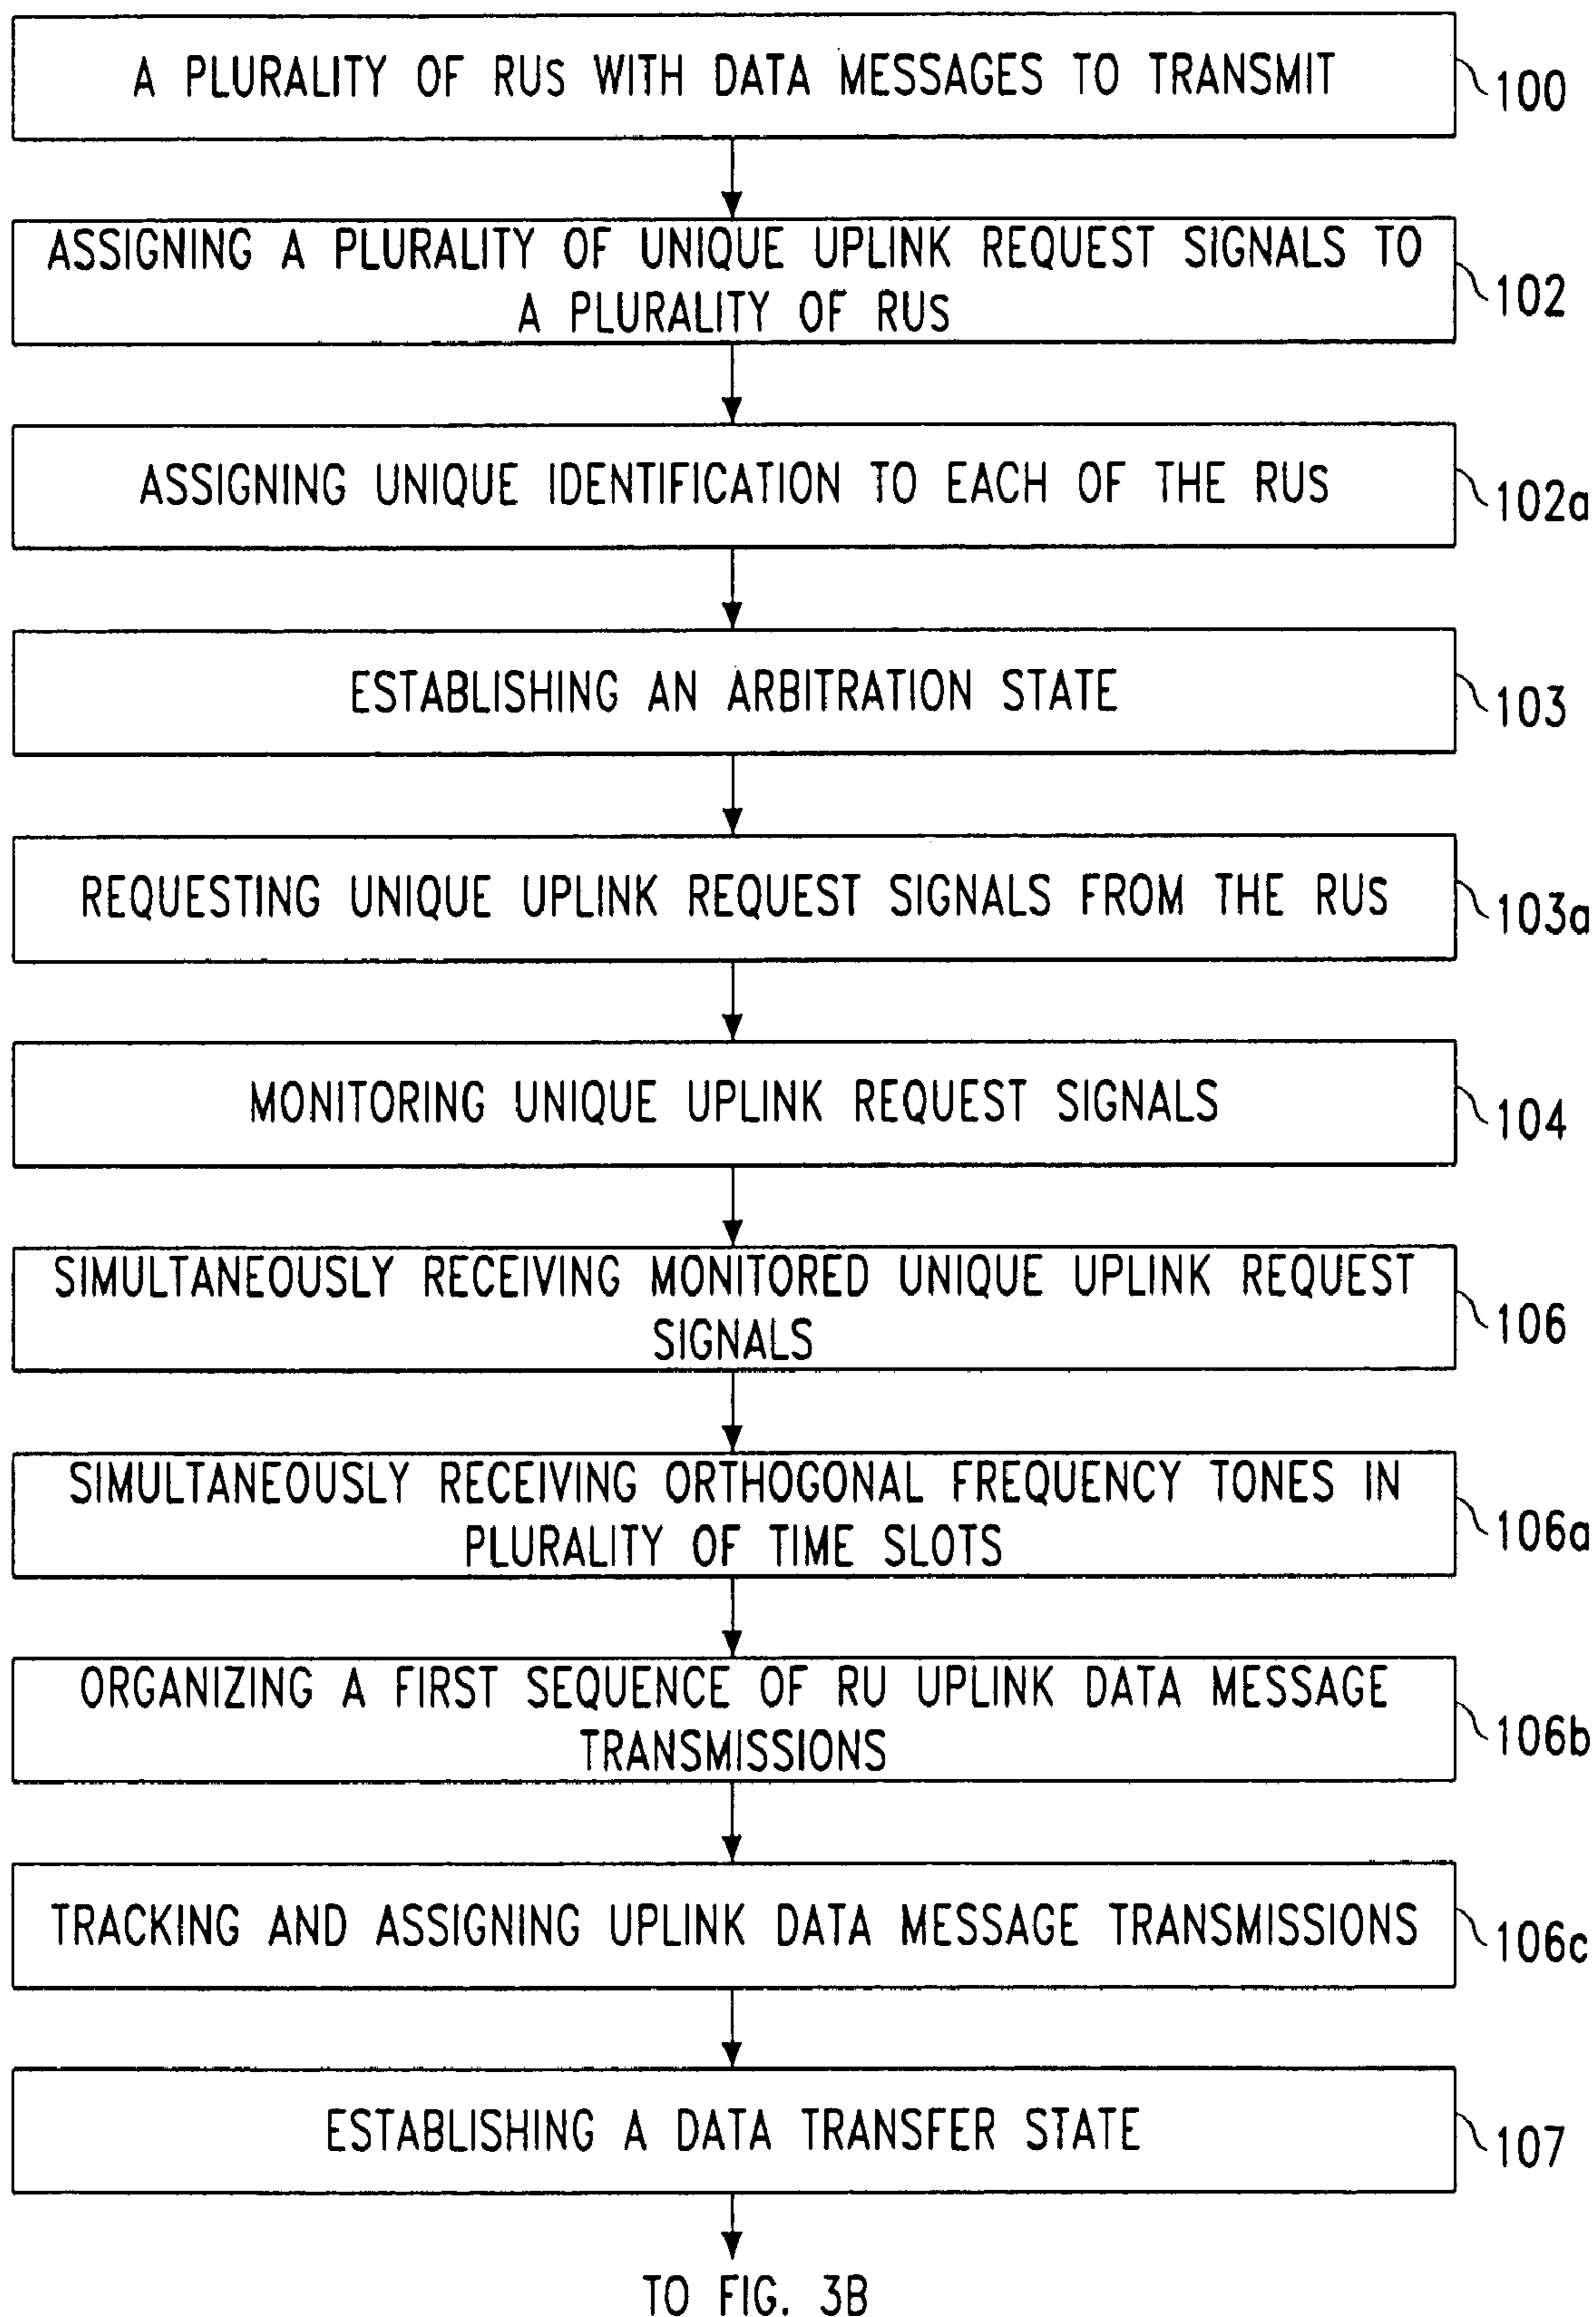 A PLURALITY OF RUs WITH DATA MESSAGES TO TRANSMIT
100
ASSIGNING A PLURALITY OF UNIQUE UPLINK REQUEST SIGNALS TO
A PLURALITY OF RUs
102
ASSIGNING UNIQUE IDENTIFICATION TO EACH OF THE RUs
102a
ESTABLISHING AN ARBITRATION STATE
103
REQUESTING UNIQUE UPLINK REQUEST SIGNALS FROM THE RUs
103a
MONITORING UNIQUE UPLINK REQUEST SIGNALS
104
SIMULTANEOUSLY RECEIVING MONITORED UNIQUE UPLINK REQUEST
SIGNALS
106
SIMULTANEOUSLY RECEIVING ORTHOGONAL FREQUENCY TONES IN
PLURALITY OF TIME SLOTS
106a
ORGANIZING A FIRST SEQUENCE OF RU UPLINK DATA MESSAGE
TRANSMISSIONS
106b
TRACKING AND ASSIGNING UPLINK DATA MESSAGE TRANSMISSIONS
106c
ESTABLISHING A DATA TRANSFER STATE
107
TO FIG. 3B